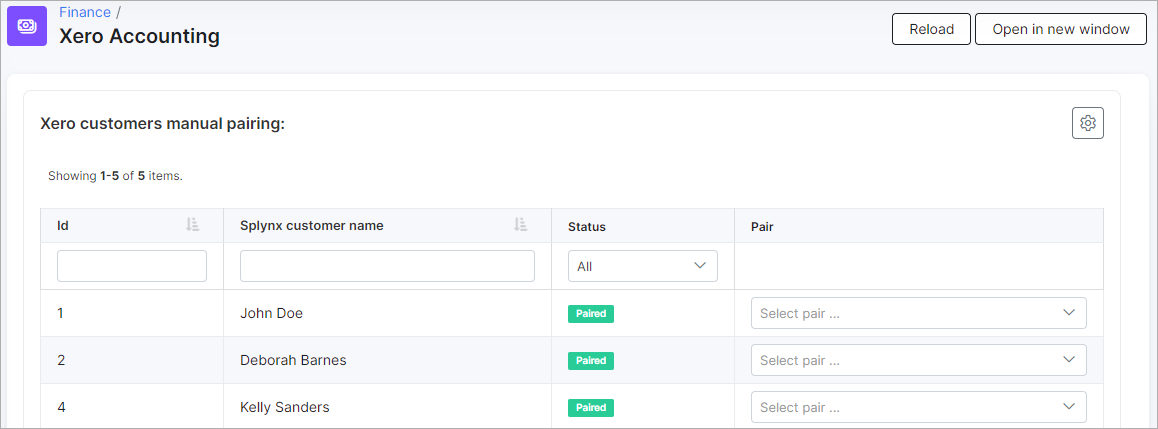 Finance /
Xero Accounting
Reload
Open in new window
Xero customers manual pairing:
Showing 1-5 of 5 items.
Id Splynx customer name Status Pair
All
1 John Doe Paired Select pair ...
2 Deborah Barnes Paired Select pair ...
4 Kelly Sanders Paired Select pair ...